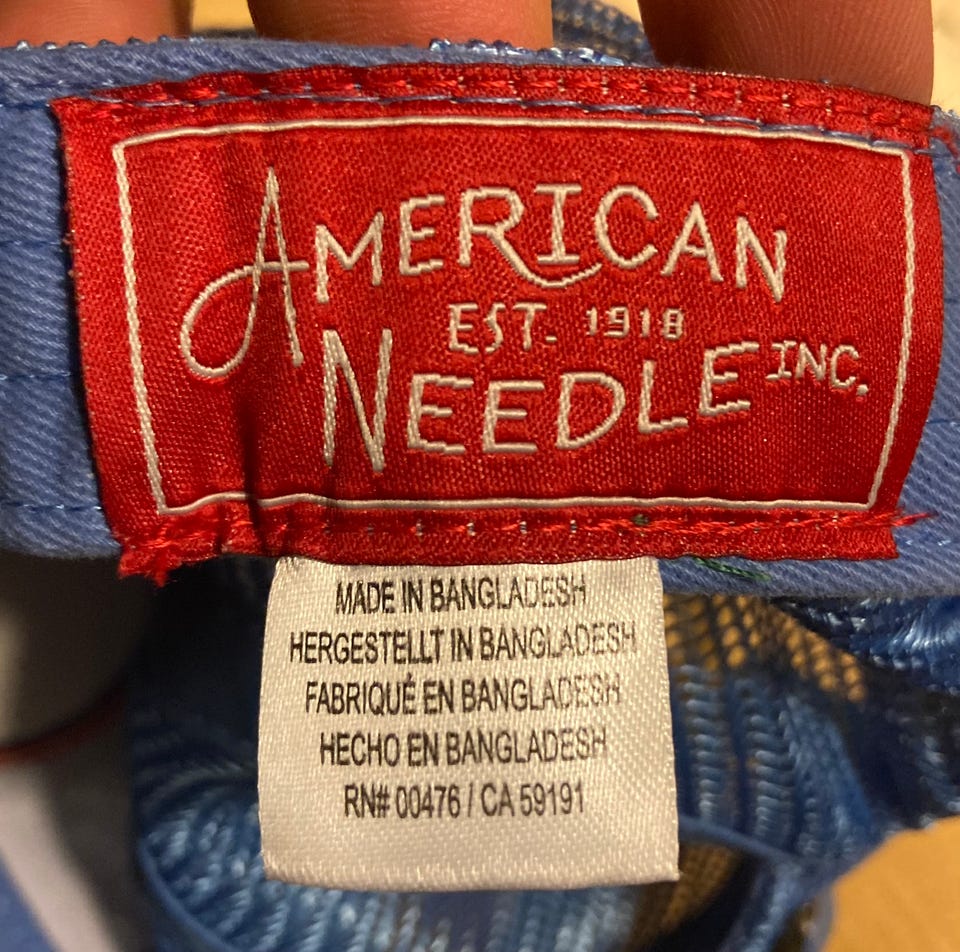 AMERICAN
EST. 1918
NEEDLE INC.
MADE IN BANGLADESH
HERGESTELLT IN BANGLADESH
FABRIQUÉ EN BANGLADESH
HECHO EN BANGLADESH
RN# 00476 / CA 59191